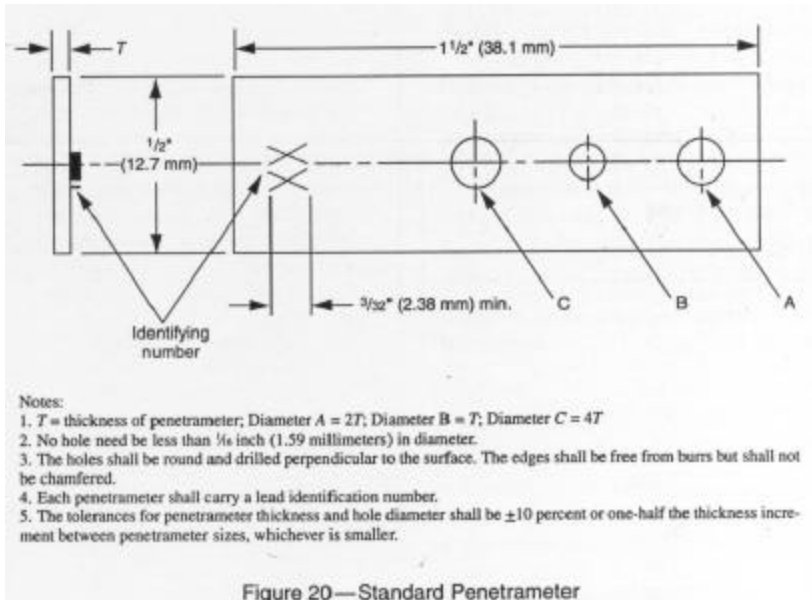 T
1 1/2" (38.1 mm)
1/2"
(12.7 mm)
3/32" (2.38 mm) min.
C
B
A
Identifying
number
Notes:
1. T = thickness of penetrameter; Diameter A = 2T; Diameter B = T; Diameter C = 4T
2. No hole need be less than 1/16 inch (1.59 millimeters) in diameter.
3. The holes shall be round and drilled perpendicular to the surface. The edges shall be free from burrs but shall not
be chamfered.
4. Each penetrameter shall carry a lead identification number.
5. The tolerances for penetrameter thickness and hole diameter shall be ±10 percent or one-half the thickness incre-
ment between penetrameter sizes, whichever is smaller.
Figure 20—Standard Penetrameter